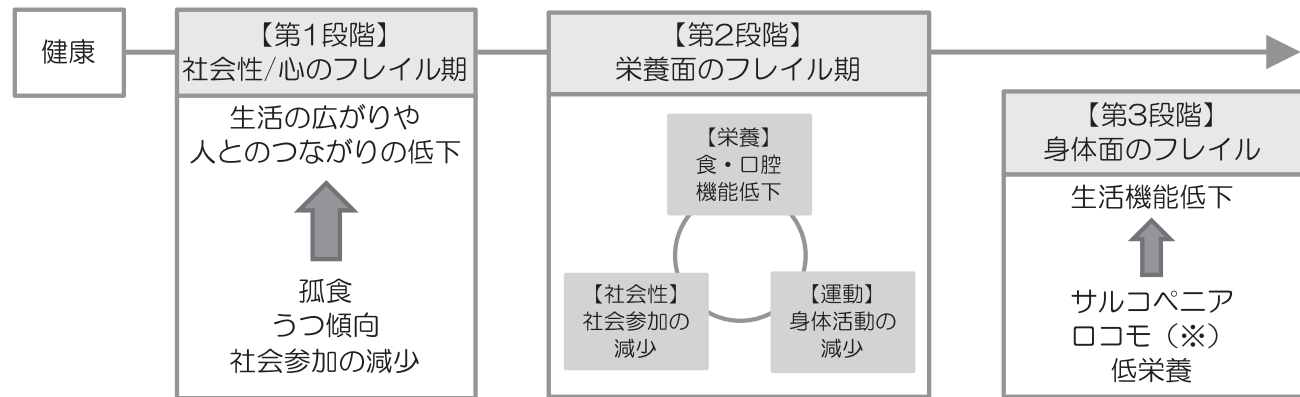 健康
【第1段階】
社会性/心のフレイル期
生活の広がりや
人とのつながりの低下
孤食
うつ傾向
社会参加の減少
【第2段階】
栄養面のフレイル期
【栄養】
食・口腔
機能低下
【社会性】
社会参加の
減少
【運動】
身体活動の
減少
【第3段階】
身体面のフレイル
生活機能低下
サルコペニア
ロコモ（※）
低栄養